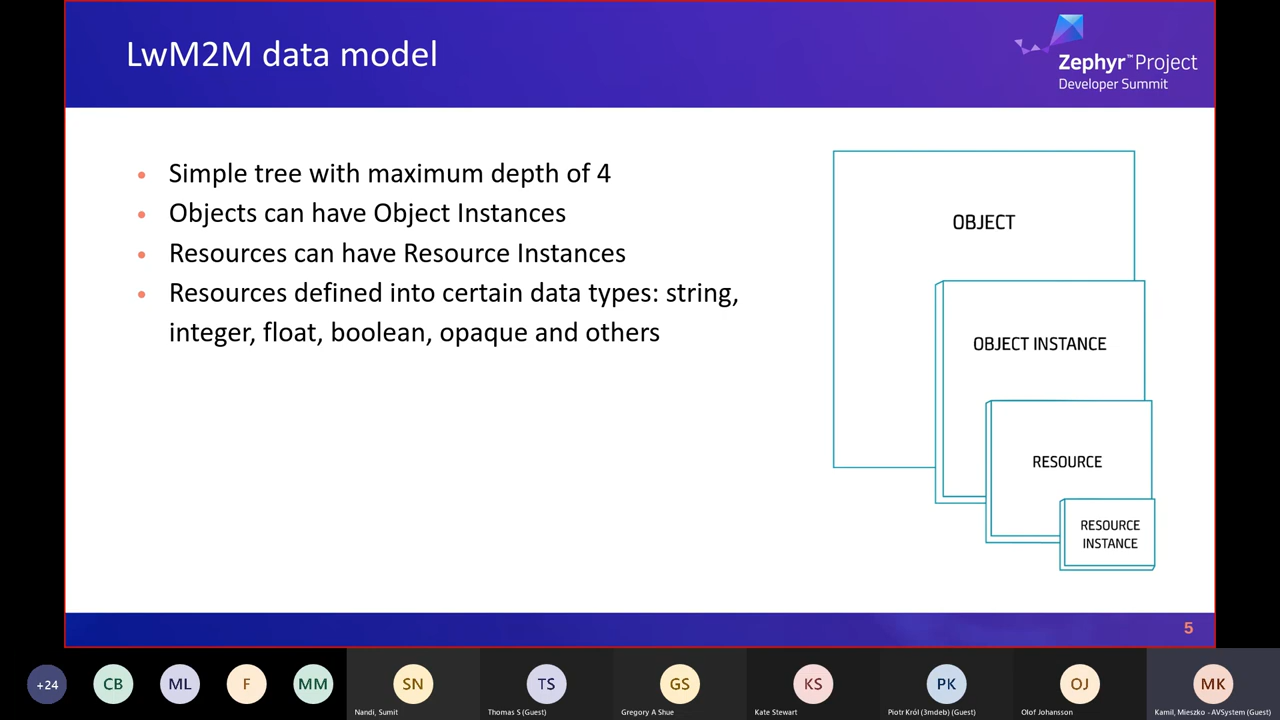 LwM2M data model
Zephyr™Project
Developer Summit
• Simple tree with maximum depth of 4
• Objects can have Object Instances
• Resources can have Resource Instances
• Resources defined into certain data types: string,
integer, float, boolean, opaque and others
OBJECT
OBJECT INSTANCE
RESOURCE
RESOURCE
INSTANCE
5
+24
CB
ML
F
MM
SN
TS
GS
KS
PK
OJ
MK
Nandi, Sumit
Thomas S (Guest)
Gregory A Shue
Kate Stewart
Piotr Król (3mdeb) (Guest)
Olof Johansson
Kamil, Mieszko - AVSystem (Guest)